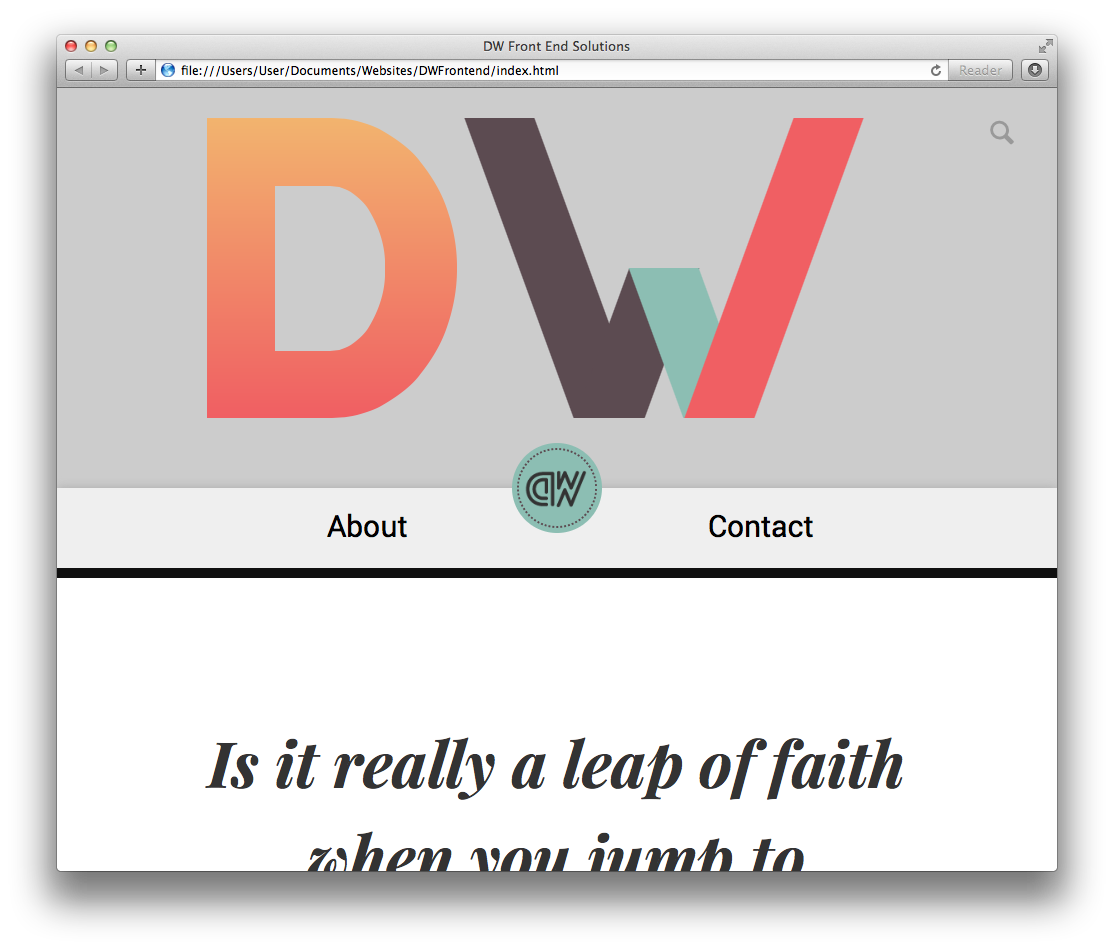 DW Front End Solutions
file:///Users/User/Documents/Websites/DWFrontend/index.html
Reader
DW
DW
About
Contact
Is it really a leap of faith
when you jump to